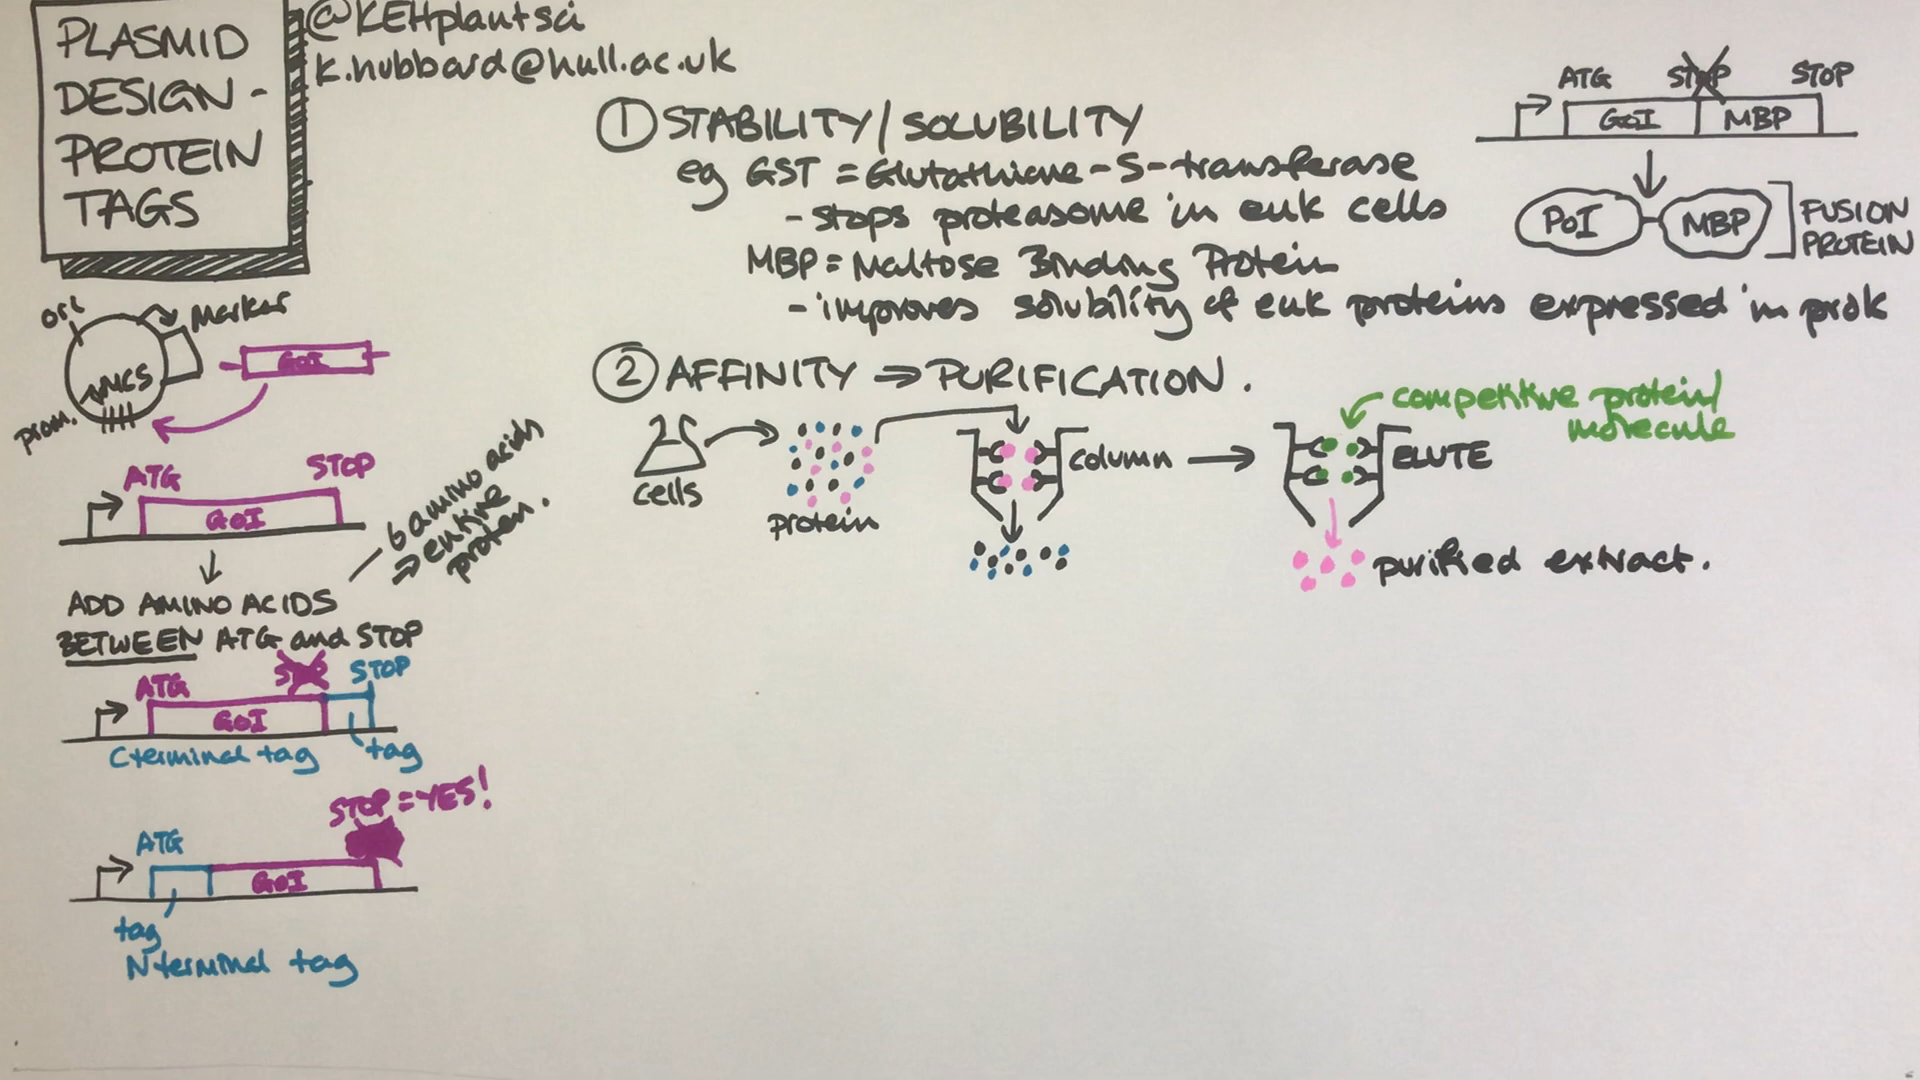 PLASMID
DESIGN -
PROTEIN
TAGS
@KEHplantsci
k.hubbard@hull.ac.uk
ori
Marker
MCS
prom.
GoI
ATG
STOP
GoI
6 amino acids
⇒ entire
protein.
ADD AMINO ACIDS
BETWEEN ATG and STOP
ATG
STOP
STOP
GoI
C terminal tag
tag
STOP = YES!
ATG
GoI
tag
N terminal tag
① STABILITY/SOLUBILITY
eg GST = Glutathione-S-transferase
- stops proteasome in euk cells
MBP = Maltose Binding Protein
- improves solubility of euk proteins expressed in prok
ATG
STOP
STOP
GoI
MBP
PoI
MBP
FUSION
PROTEIN
② AFFINITY ⇒ PURIFICATION.
cells
protein
column
competitive protein/
molecule
ELUTE
purified extract.